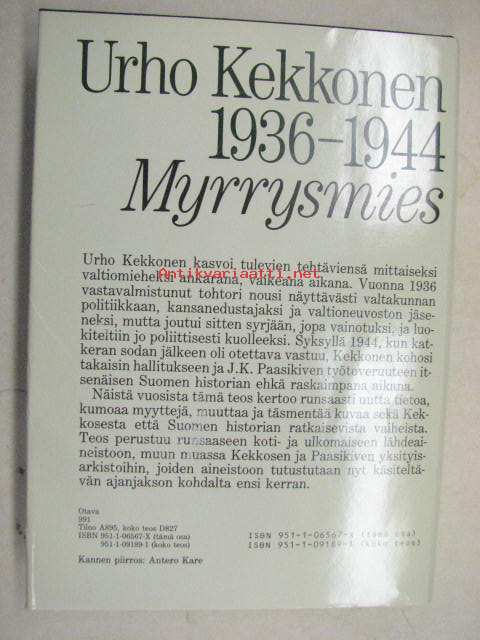 Urho Kekkonen
1936–1944
Myrrysmies
Urho Kekkonen kasvoi tulevien tehtäviensä mittaiseksi
valtiomieheksi ankarana, vaikeana aikana. Vuonna 1936
vastavalmistunut tohtori nousi näyttävästi valtakunnan
politiikkaan, kansanedustajaksi ja valtioneuvoston jäse-
neksi, mutta joutui sitten syrjään, jopa vainotuksi, ja luo-
kiteltiin jo poliittisesti kuolleeksi. Syksyllä 1944, kun kat-
keran sodan jälkeen oli otettava vastuu, Kekkonen kohosi
takaisin hallitukseen ja J.K. Paasikiven työtoveruuteen it-
senäisen Suomen historian ehkä raskaimpana aikana.
Näistä vuosista tämä teos kertoo runsaasti uutta tietoa,
kumoaa myyttejä, muuttaa ja täsmentää kuvaa sekä Kek-
kosesta että Suomen historian ratkaisevista vaiheista.
Teos perustuu runsaaseen koti- ja ulkomaiseen lähdeai-
neistoon, muun muassa Kekkosen ja Paasikiven yksityis-
arkistoihin, joiden aineistoon tutustutaan nyt käsiteltä-
vän ajanjakson kohdalta ensi kerran.
Antikvariaatti.net
Otava
991
Tilno A895, koko teos D827
ISBN 951-1-06567-X (tämä osa)
951-1-09189-1 (koko teos)
Kannen piirros: Antero Kare
ISBN 951-1-06567-X (tämä osa)
ISBN 951-1-09189-1 (koko teos)